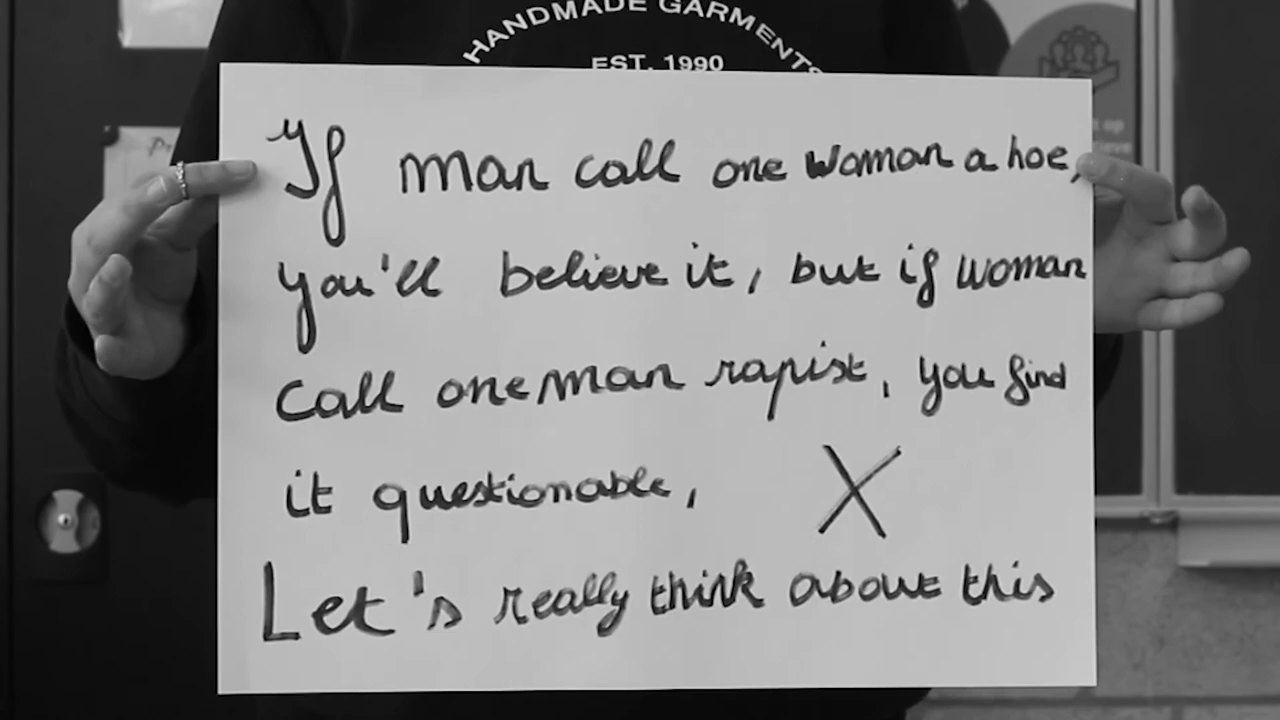 HANDMADE GARMENTS
EST. 1990
If man call one woman a hoe,
you'll believe it, but if woman
call one man rapist, you find
it questionable, X
Let's really think about this